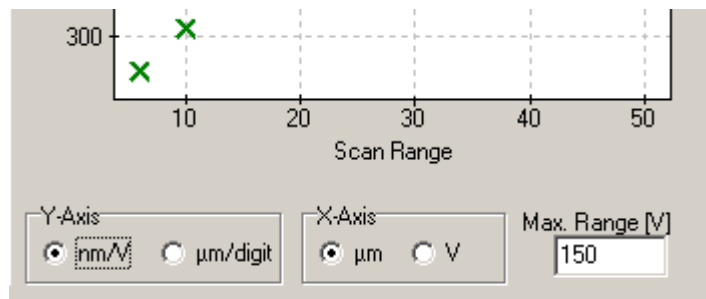 300
10 20 30 40 50
Scan Range
Y-Axis X-Axis Max. Range [V]
nm/V µm/digit µm V 150